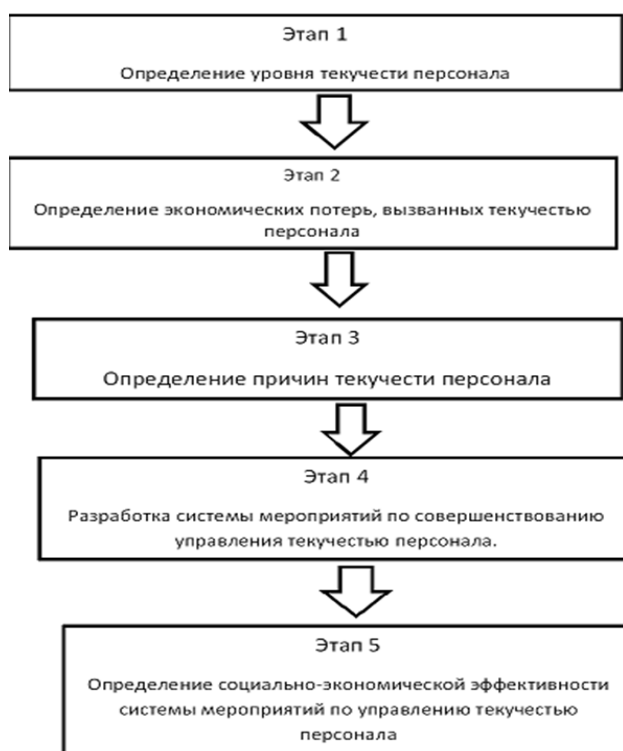 Этап 1
Определение уровня текучести персонала
Этап 2
Определение экономических потерь, вызванных текучестью
персонала
Этап 3
Определение причин текучести персонала
Этап 4
Разработка системы мероприятий по совершенствованию
управления текучестью персонала.
Этап 5
Определение социально-экономической эффективности
системы мероприятий по управлению текучестью
персонала